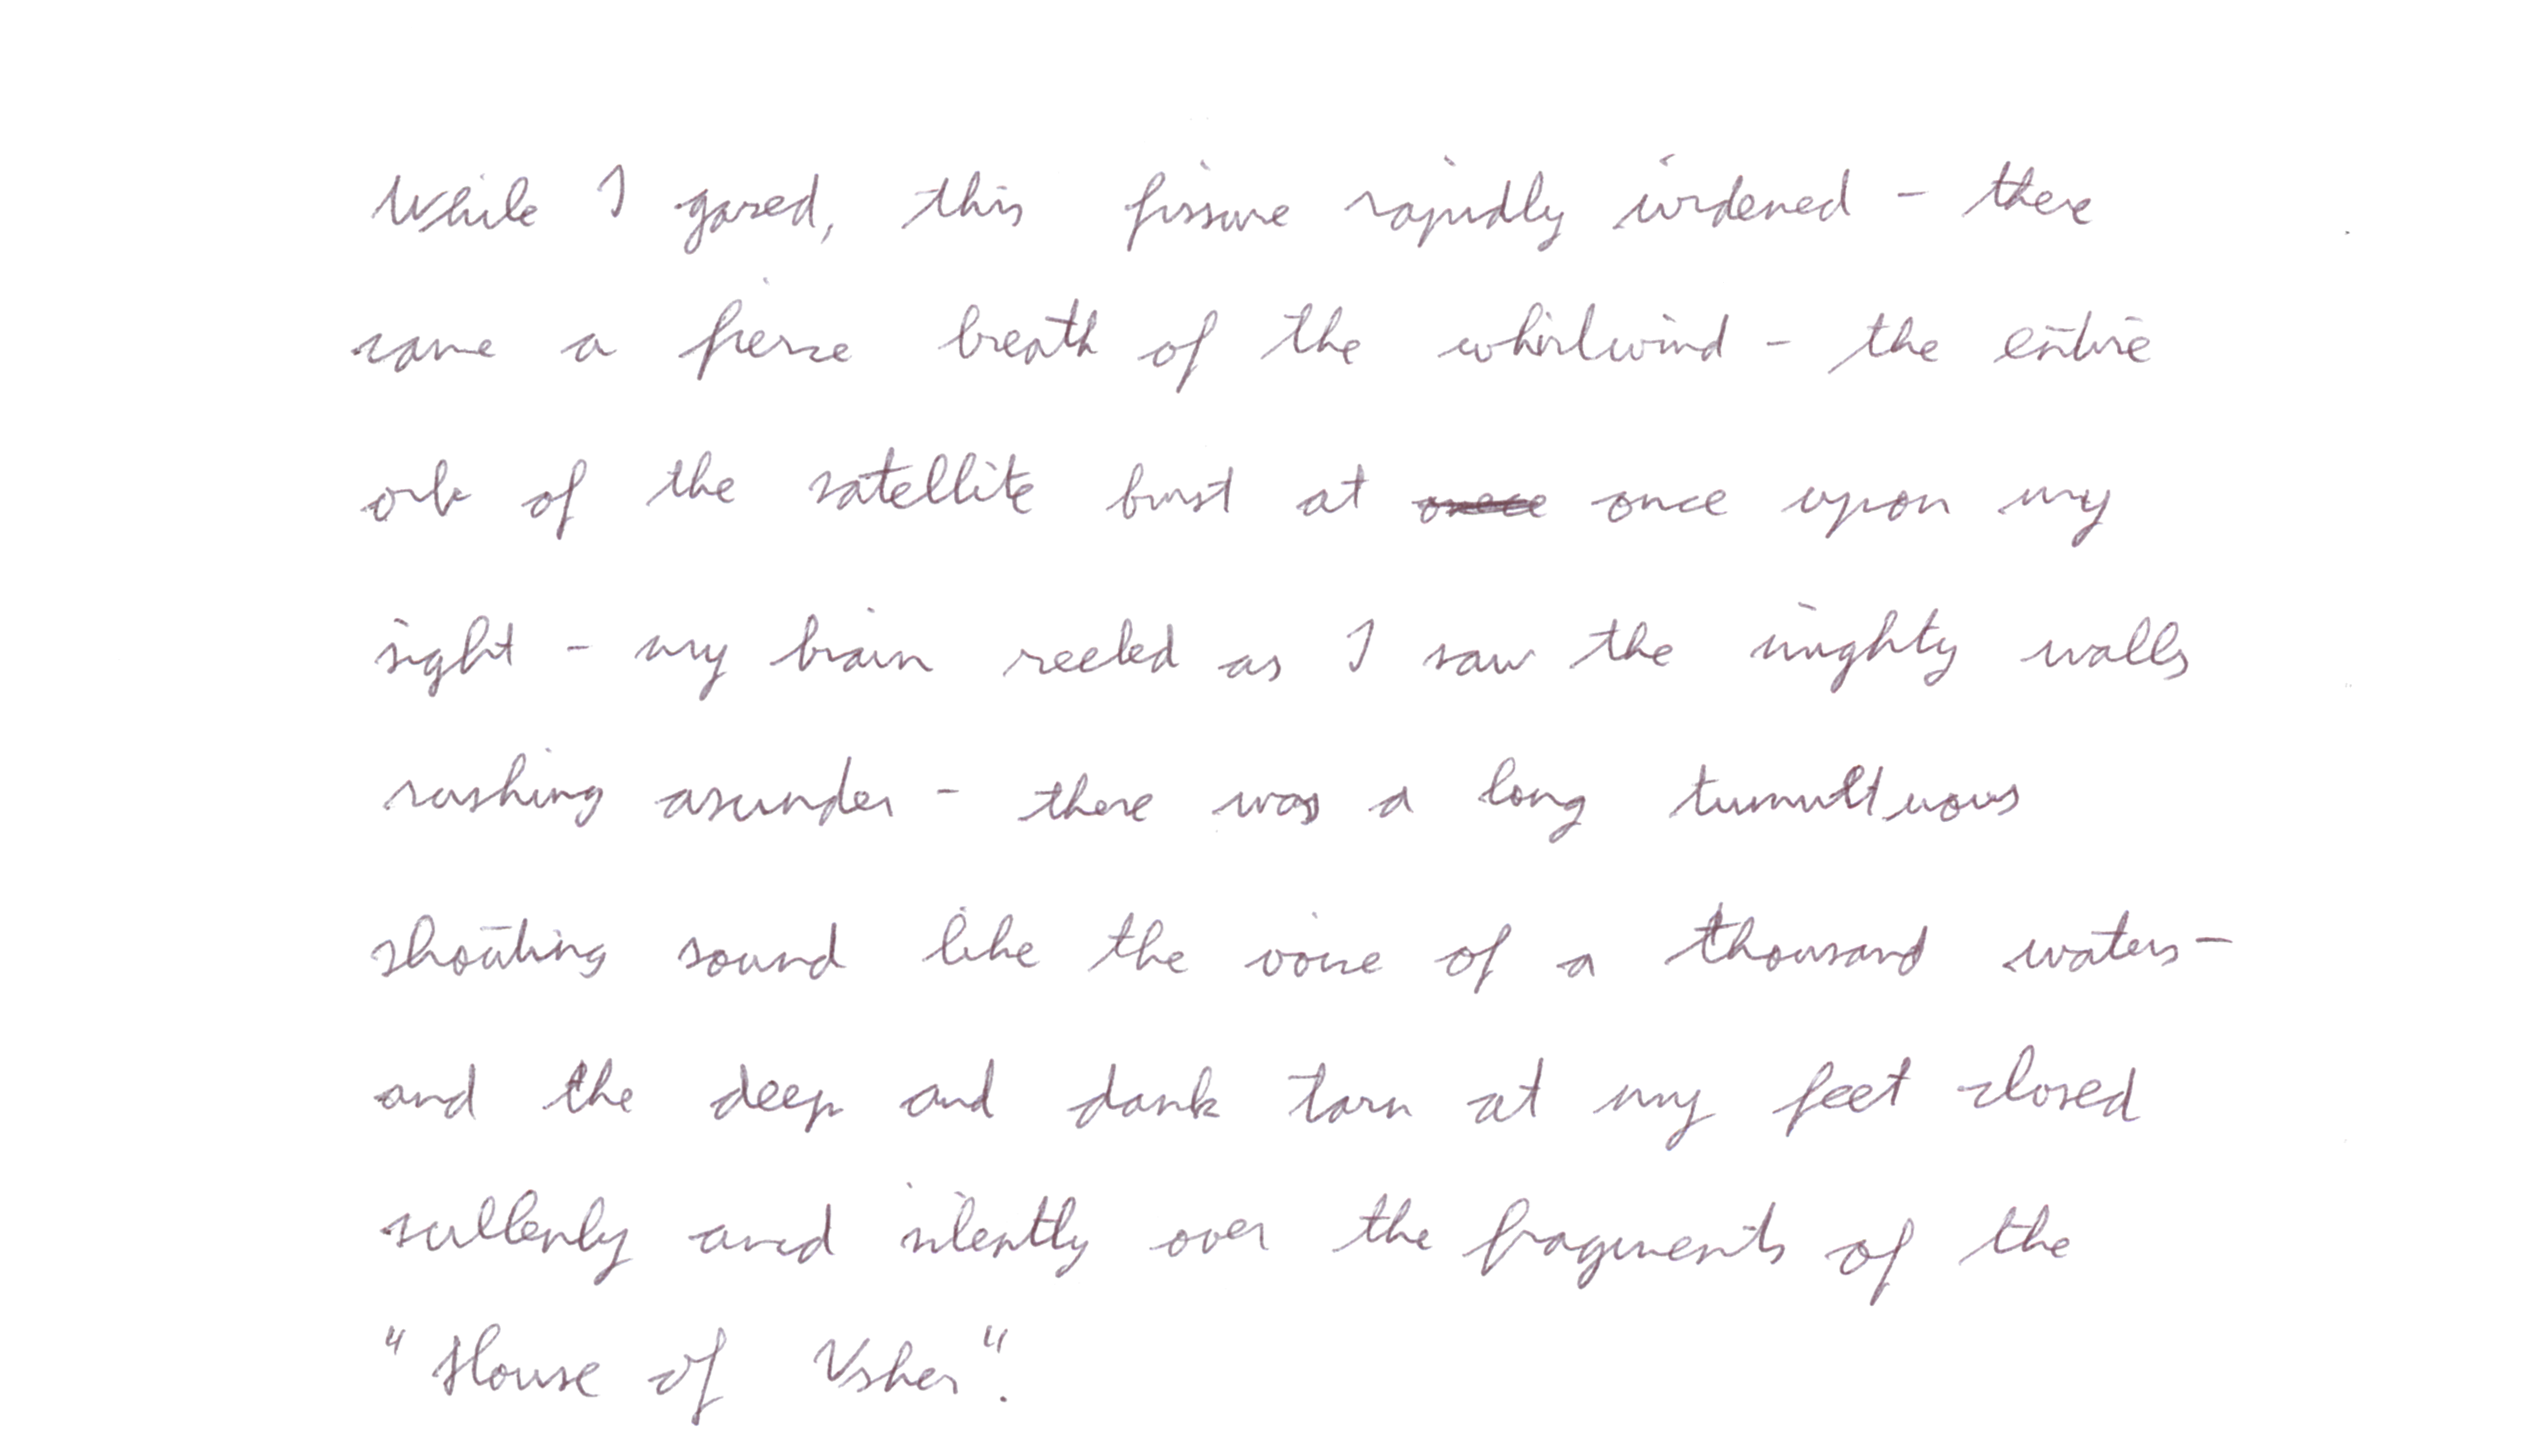 While I gazed, this fissure rapidly widened - there
came a fierce breath of the whirlwind - the entire
orb of the satellite burst at once once upon my
sight - my brain reeled as I saw the mighty walls
rushing asunder - there was a long tumultuous
shouting sound like the voice of a thousand waters -
and the deep and dank tarn at my feet closed
sullenly and silently over the fragments of the
"House of Usher".